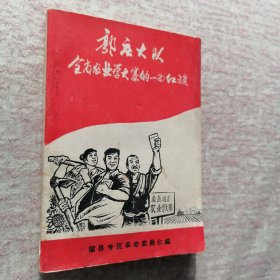 郭庄大队
全省农业学大寨的一面红旗
宿县专区革命委员会编